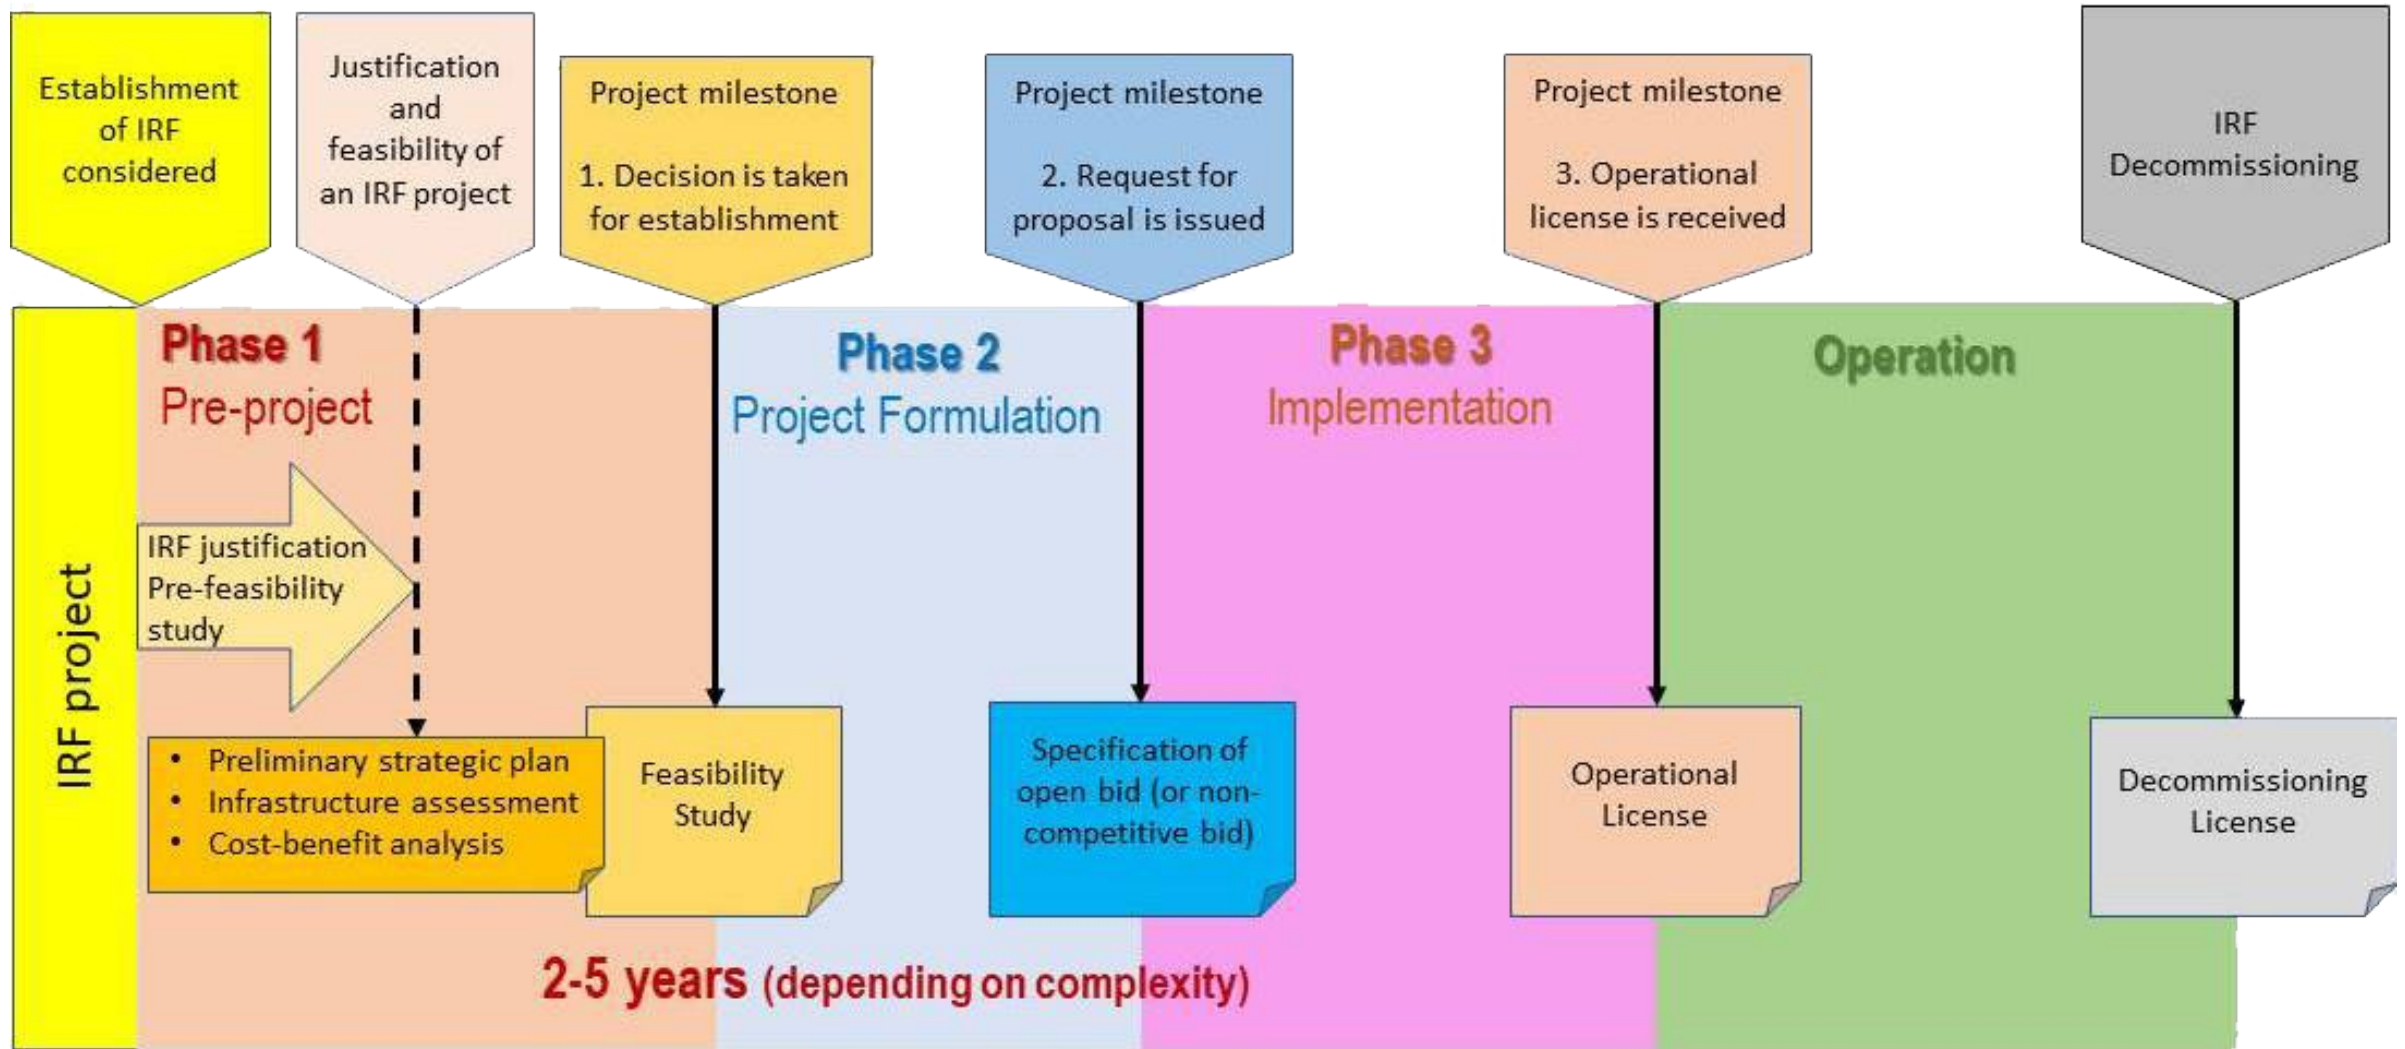 Establishment
of IRF
considered
Justification
and
feasibility of
an IRF project
Project milestone
1. Decision is taken
for establishment
Project milestone
2. Request for
proposal is issued
Project milestone
3. Operational
license is received
IRF
Decommissioning
IRF project
Phase 1
Pre-project
Phase 2
Project Formulation
Phase 3
Implementation
Operation
IRF justification
Pre-feasibility
study
• Preliminary strategic plan
• Infrastructure assessment
• Cost-benefit analysis
Feasibility
Study
Specification of
open bid (or non-
competitive bid)
Operational
License
Decommissioning
License
2-5 years (depending on complexity)